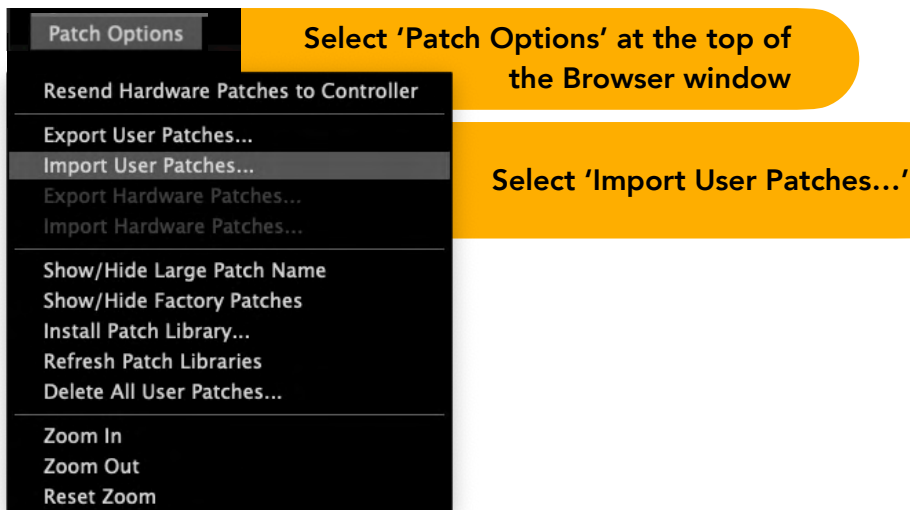 Patch Options
Select ‘Patch Options’ at the top of
the Browser window
Resend Hardware Patches to Controller
Export User Patches...
Import User Patches...
Select ‘Import User Patches...’
Export Hardware Patches...
Import Hardware Patches...
Show/Hide Large Patch Name
Show/Hide Factory Patches
Install Patch Library...
Refresh Patch Libraries
Delete All User Patches...
Zoom In
Zoom Out
Reset Zoom